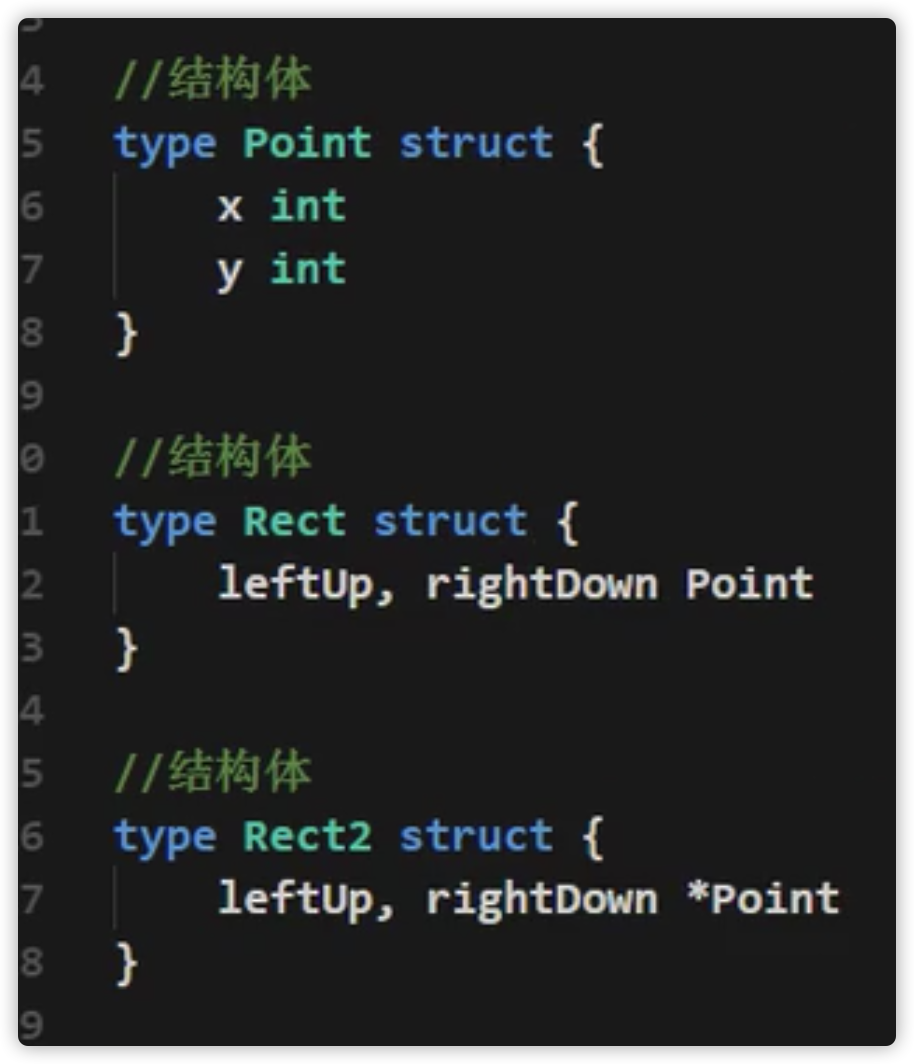 3
4 //结构体
5 type Point struct {
6 x int
7 y int
8 }
9
0 //结构体
1 type Rect struct {
2 leftUp, rightDown Point
3 }
4
5 //结构体
6 type Rect2 struct {
7 leftUp, rightDown *Point
8 }
9